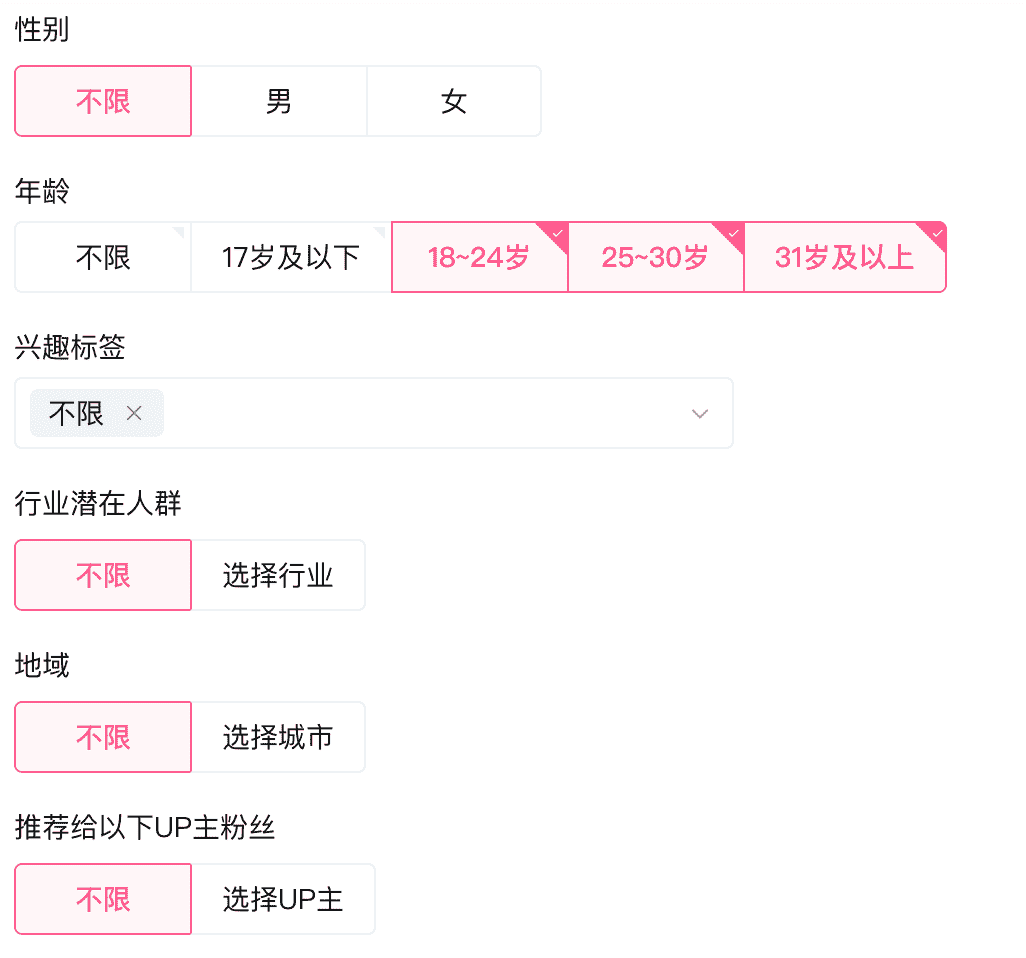 性别
不限 男 女
年龄
不限 17岁及以下 18~24岁 25~30岁 31岁及以上
兴趣标签
不限
行业潜在人群
不限 选择行业
地域
不限 选择城市
推荐给以下UP主粉丝
不限 选择UP主